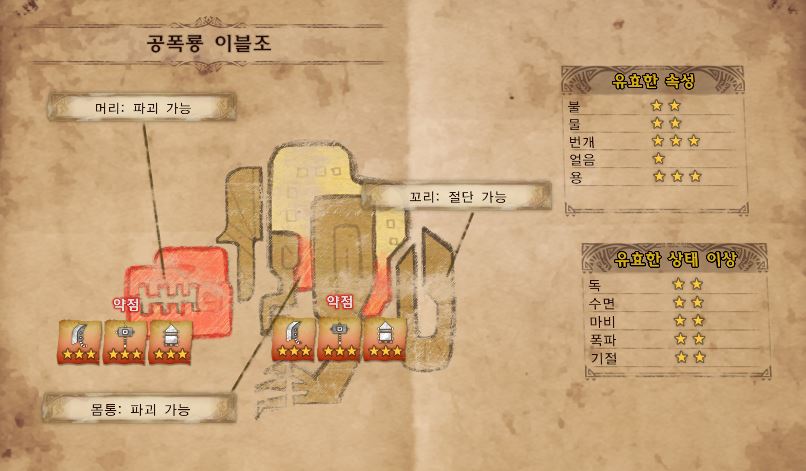 공폭룡 이블조
머리: 파괴 가능
꼬리: 절단 가능
약점
약점
몸통: 파괴 가능
유효한 속성
불 ★★
물 ★★
번개 ★★★
얼음 ★
용 ★★★
유효한 상태 이상
독 ★★
수면 ★★
마비 ★★
폭파 ★★
기절 ★★